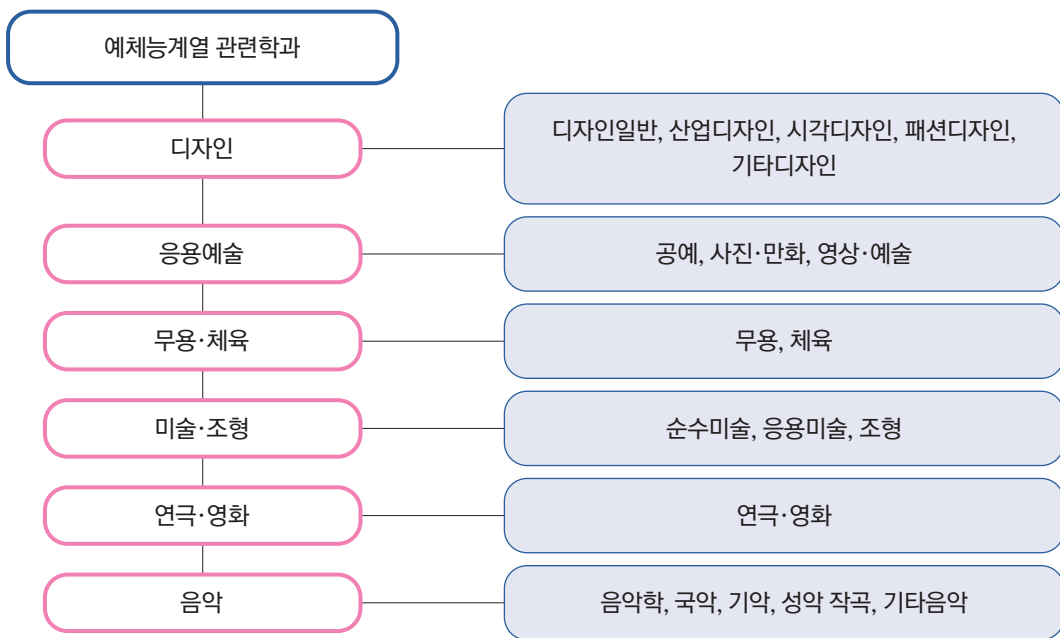 예체능계열 관련학과
디자인
디자인일반, 산업디자인, 시각디자인, 패션디자인,
기타디자인
응용예술
공예, 사진·만화, 영상·예술
무용·체육
무용, 체육
미술·조형
순수미술, 응용미술, 조형
연극·영화
연극·영화
음악
음악학, 국악, 기악, 성악 작곡, 기타음악